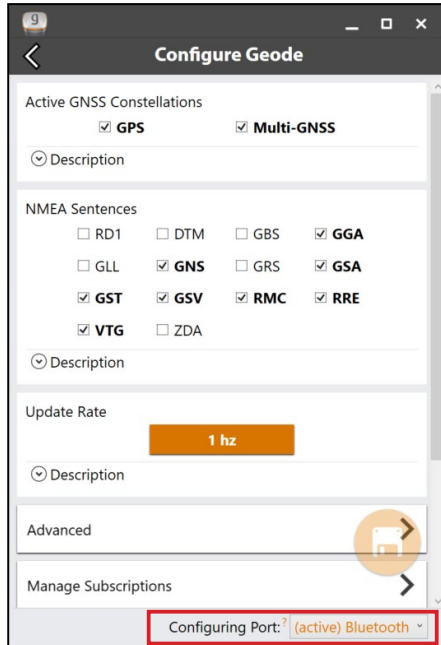 9
Configure Geode
Active GNSS Constellations
GPS Multi-GNSS
Description
NMEA Sentences
RD1 DTM GBS GGA
GLL GNS GRS GSA
GST GSV RMC RRE
VTG ZDA
Description
Update Rate
1 hz
Description
Advanced
Manage Subscriptions
Configuring Port:? (active) Bluetooth